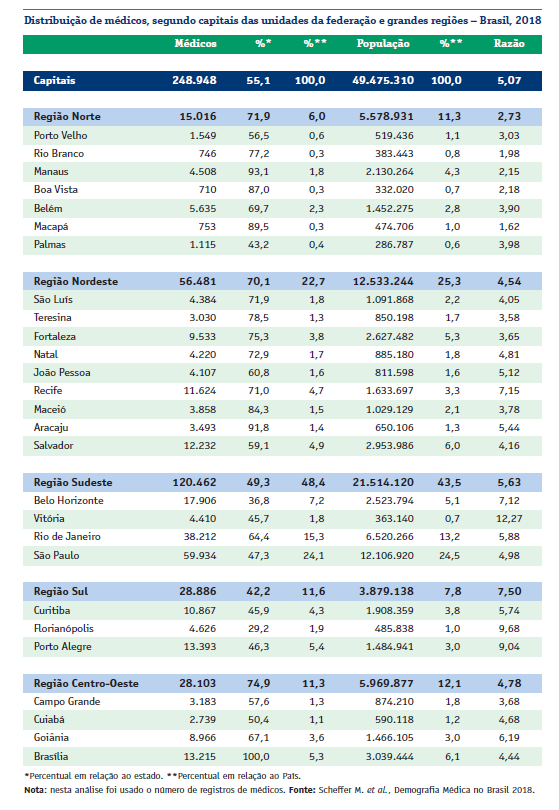 Distribuição de médicos, segundo capitais das unidades da federação e grandes regiões – Brasil, 2018
Médicos %* %** População %** Razão
Capitais 248.948 55,1 100,0 49.475.310 100,0 5,07
Região Norte 15.016 71,9 6,0 5.578.931 11,3 2,73
Porto Velho 1.549 56,5 0,6 519.436 1,1 3,03
Rio Branco 746 77,2 0,3 383.443 0,8 1,98
Manaus 4.508 93,1 1,8 2.130.264 4,3 2,15
Boa Vista 710 87,0 0,3 332.020 0,7 2,18
Belém 5.635 69,7 2,3 1.452.275 2,8 3,90
Macapá 753 89,5 0,3 474.706 1,0 1,62
Palmas 1.115 43,2 0,4 286.787 0,6 3,98
Região Nordeste 56.481 70,1 22,7 12.533.244 25,3 4,54
São Luís 4.384 71,9 1,8 1.091.868 2,2 4,05
Teresina 3.030 78,5 1,3 850.198 1,7 3,58
Fortaleza 9.533 75,3 3,8 2.627.482 5,3 3,65
Natal 4.220 72,9 1,7 885.180 1,8 4,81
João Pessoa 4.107 60,8 1,6 811.598 1,6 5,12
Recife 11.624 71,0 4,7 1.633.697 3,3 7,15
Maceió 3.858 84,3 1,5 1.029.129 2,1 3,78
Aracaju 3.493 91,8 1,4 650.106 1,3 5,44
Salvador 12.232 59,1 4,9 2.953.986 6,0 4,16
Região Sudeste 120.462 49,3 48,4 21.514.120 43,5 5,63
Belo Horizonte 17.906 36,8 7,2 2.523.794 5,1 7,12
Vitória 4.410 45,7 1,8 363.140 0,7 12,27
Rio de Janeiro 38.212 64,4 15,3 6.520.266 13,2 5,88
São Paulo 59.934 47,3 24,1 12.106.920 24,5 4,98
Região Sul 28.886 42,2 11,6 3.879.138 7,8 7,50
Curitiba 10.867 45,9 4,3 1.908.359 3,8 5,74
Florianópolis 4.626 29,2 1,9 485.838 1,0 9,68
Porto Alegre 13.393 46,3 5,4 1.484.941 3,0 9,04
Região Centro-Oeste 28.103 74,9 11,3 5.969.877 12,1 4,78
Campo Grande 3.183 57,6 1,3 874.210 1,8 3,68
Cuiabá 2.739 50,4 1,1 590.118 1,2 4,68
Goiânia 8.966 67,1 3,6 1.466.105 3,0 6,19
Brasília 13.215 100,0 5,3 3.039.444 6,1 4,44
*Percentual em relação ao estado. **Percentual em relação ao País.
Nota: nesta análise foi usado o número de registros de médicos. Fonte: Scheffer M. et al., Demografia Médica no Brasil 2018.